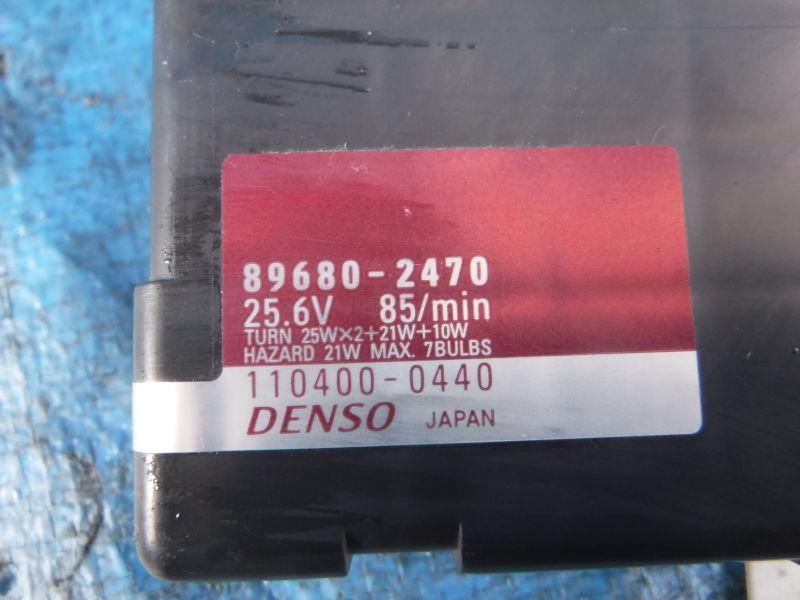 89680-2470
25.6V 85/min
TURN 25W×2+21W+10W
HAZARD 21W MAX. 7BULBS
110400-0440
DENSO JAPAN